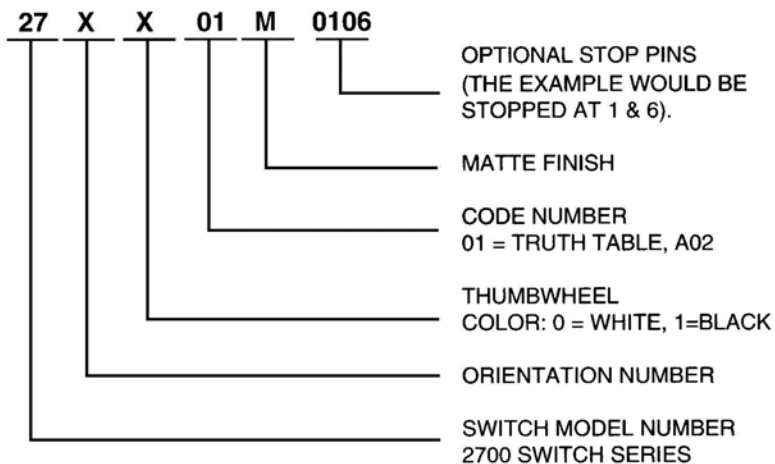 27 X X 01 M 0106
OPTIONAL STOP PINS
(THE EXAMPLE WOULD BE
STOPPED AT 1 & 6).
MATTE FINISH
CODE NUMBER
01 = TRUTH TABLE, A02
THUMBWHEEL
COLOR: 0 = WHITE, 1=BLACK
ORIENTATION NUMBER
SWITCH MODEL NUMBER
2700 SWITCH SERIES